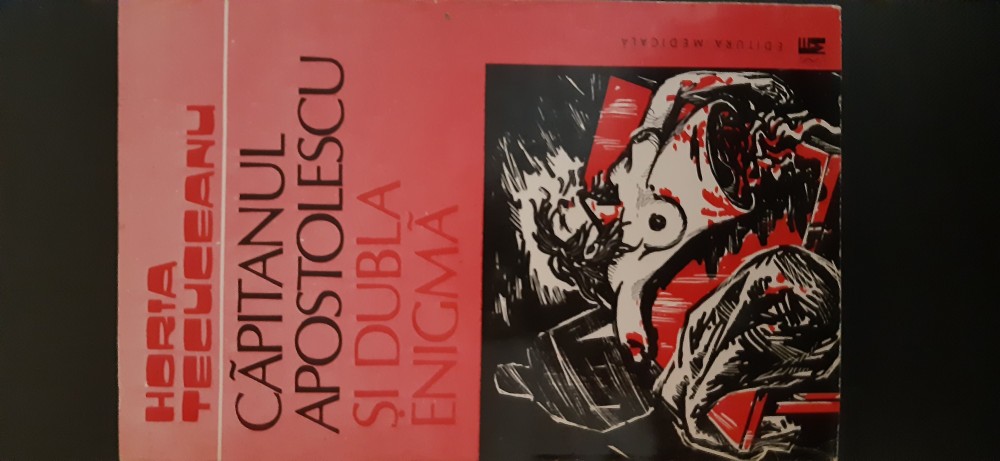 HORIA
TECUCEANU
CĂPITANUL
APOSTOLESCU
ȘI DUBLA
ENIGMĂ
EDITURA MEDICALĂ